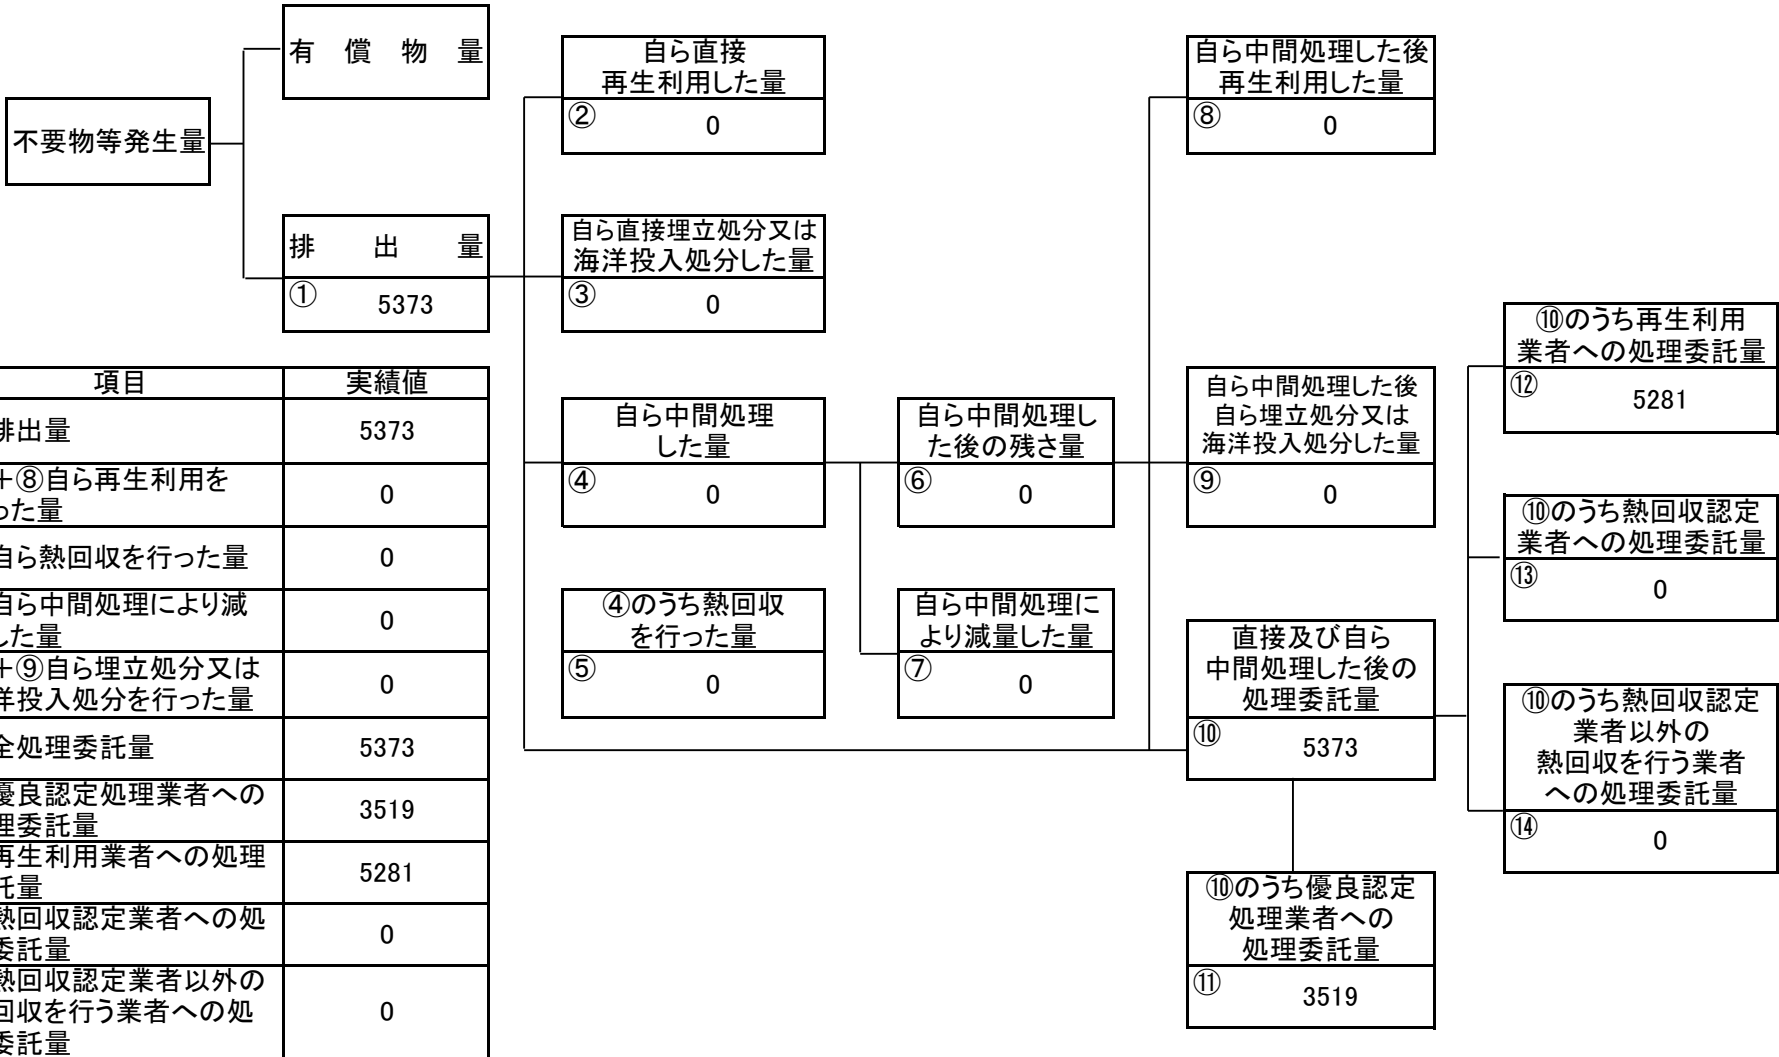 有償物量
不要物等発生量
排出量
① 5373
自ら直接
再生利用した量
② 0
自ら直接埋立処分又は
海洋投入処分した量
③ 0
自ら中間処理
した量
④ 0
④のうち熱回収
を行った量
⑤ 0
自ら中間処理し
た後の残さ量
⑥ 0
自ら中間処理に
より減量した量
⑦ 0
自ら中間処理した後
再生利用した量
⑧ 0
自ら中間処理した後
自ら埋立処分又は
海洋投入処分した量
⑨ 0
直接及び自ら
中間処理した後の
処理委託量
⑩ 5373
⑩のうち優良認定
処理業者への
処理委託量
⑪ 3519
⑩のうち再生利用
業者への処理委託量
⑫ 5281
⑩のうち熱回収認定
業者への処理委託量
⑬ 0
⑩のうち熱回収認定
業者以外の
熱回収を行う業者
への処理委託量
⑭ 0
項目 実績値
排出量 5373
+⑧自ら再生利用を
った量 0
自ら熱回収を行った量 0
自ら中間処理により減
した量 0
+⑨自ら埋立処分又は
洋投入処分を行った量 0
全処理委託量 5373
優良認定処理業者への
理委託量 3519
再生利用業者への処理
託量 5281
熱回収認定業者への処
委託量 0
熱回収認定業者以外の
回収を行う業者への処
委託量 0